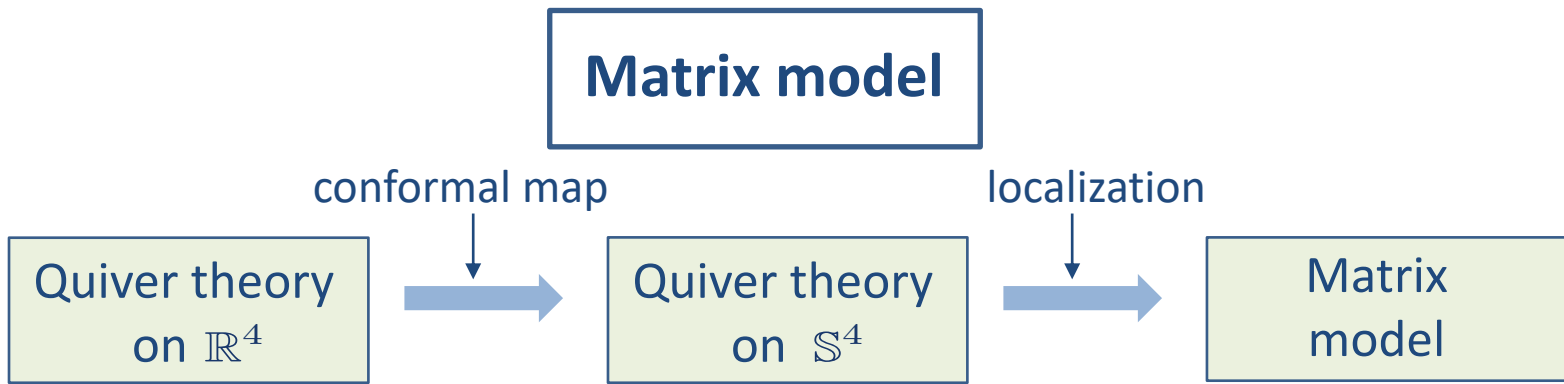 Matrix model
conformal map
localization
Quiver theory
on ℝ⁴
Quiver theory
on 𝕊⁴
Matrix
model